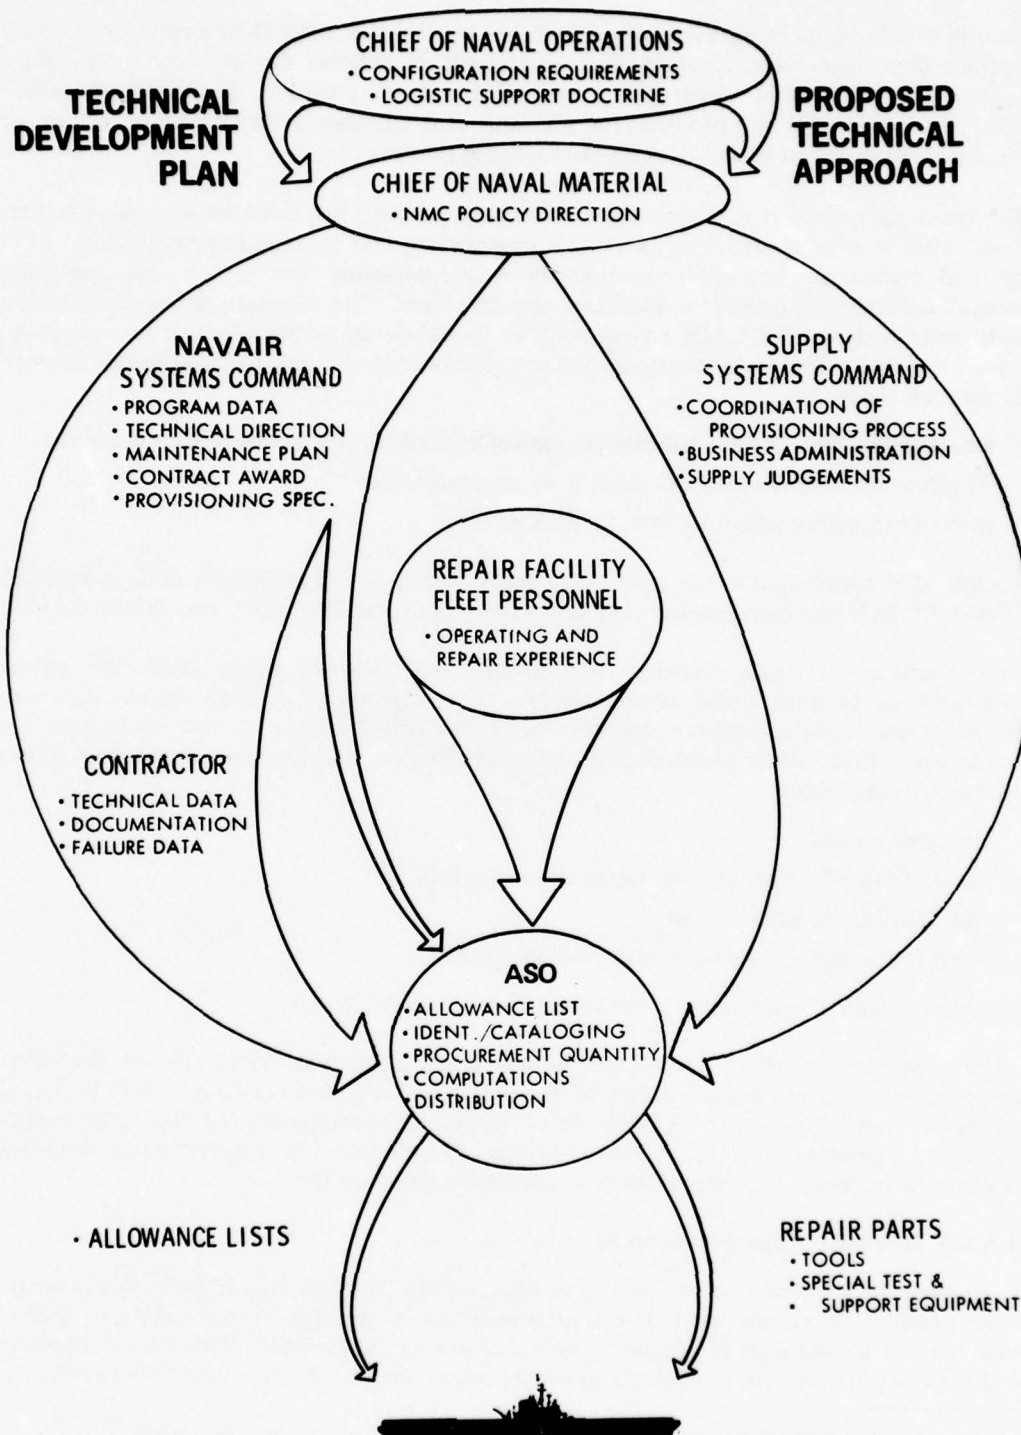 CHIEF OF NAVAL OPERATIONS
• CONFIGURATION REQUIREMENTS
• LOGISTIC SUPPORT DOCTRINE
TECHNICAL
DEVELOPMENT
PLAN
PROPOSED
TECHNICAL
APPROACH
CHIEF OF NAVAL MATERIAL
• NMC POLICY DIRECTION
NAVAIR
SYSTEMS COMMAND
• PROGRAM DATA
• TECHNICAL DIRECTION
• MAINTENANCE PLAN
• CONTRACT AWARD
• PROVISIONING SPEC.
SUPPLY
SYSTEMS COMMAND
• COORDINATION OF
PROVISIONING PROCESS
• BUSINESS ADMINISTRATION
• SUPPLY JUDGEMENTS
REPAIR FACILITY
FLEET PERSONNEL
• OPERATING AND
REPAIR EXPERIENCE
CONTRACTOR
• TECHNICAL DATA
• DOCUMENTATION
• FAILURE DATA
ASO
• ALLOWANCE LIST
• IDENT./CATALOGING
• PROCUREMENT QUANTITY
• COMPUTATIONS
• DISTRIBUTION
• ALLOWANCE LISTS
REPAIR PARTS
• TOOLS
• SPECIAL TEST &
• SUPPORT EQUIPMENT